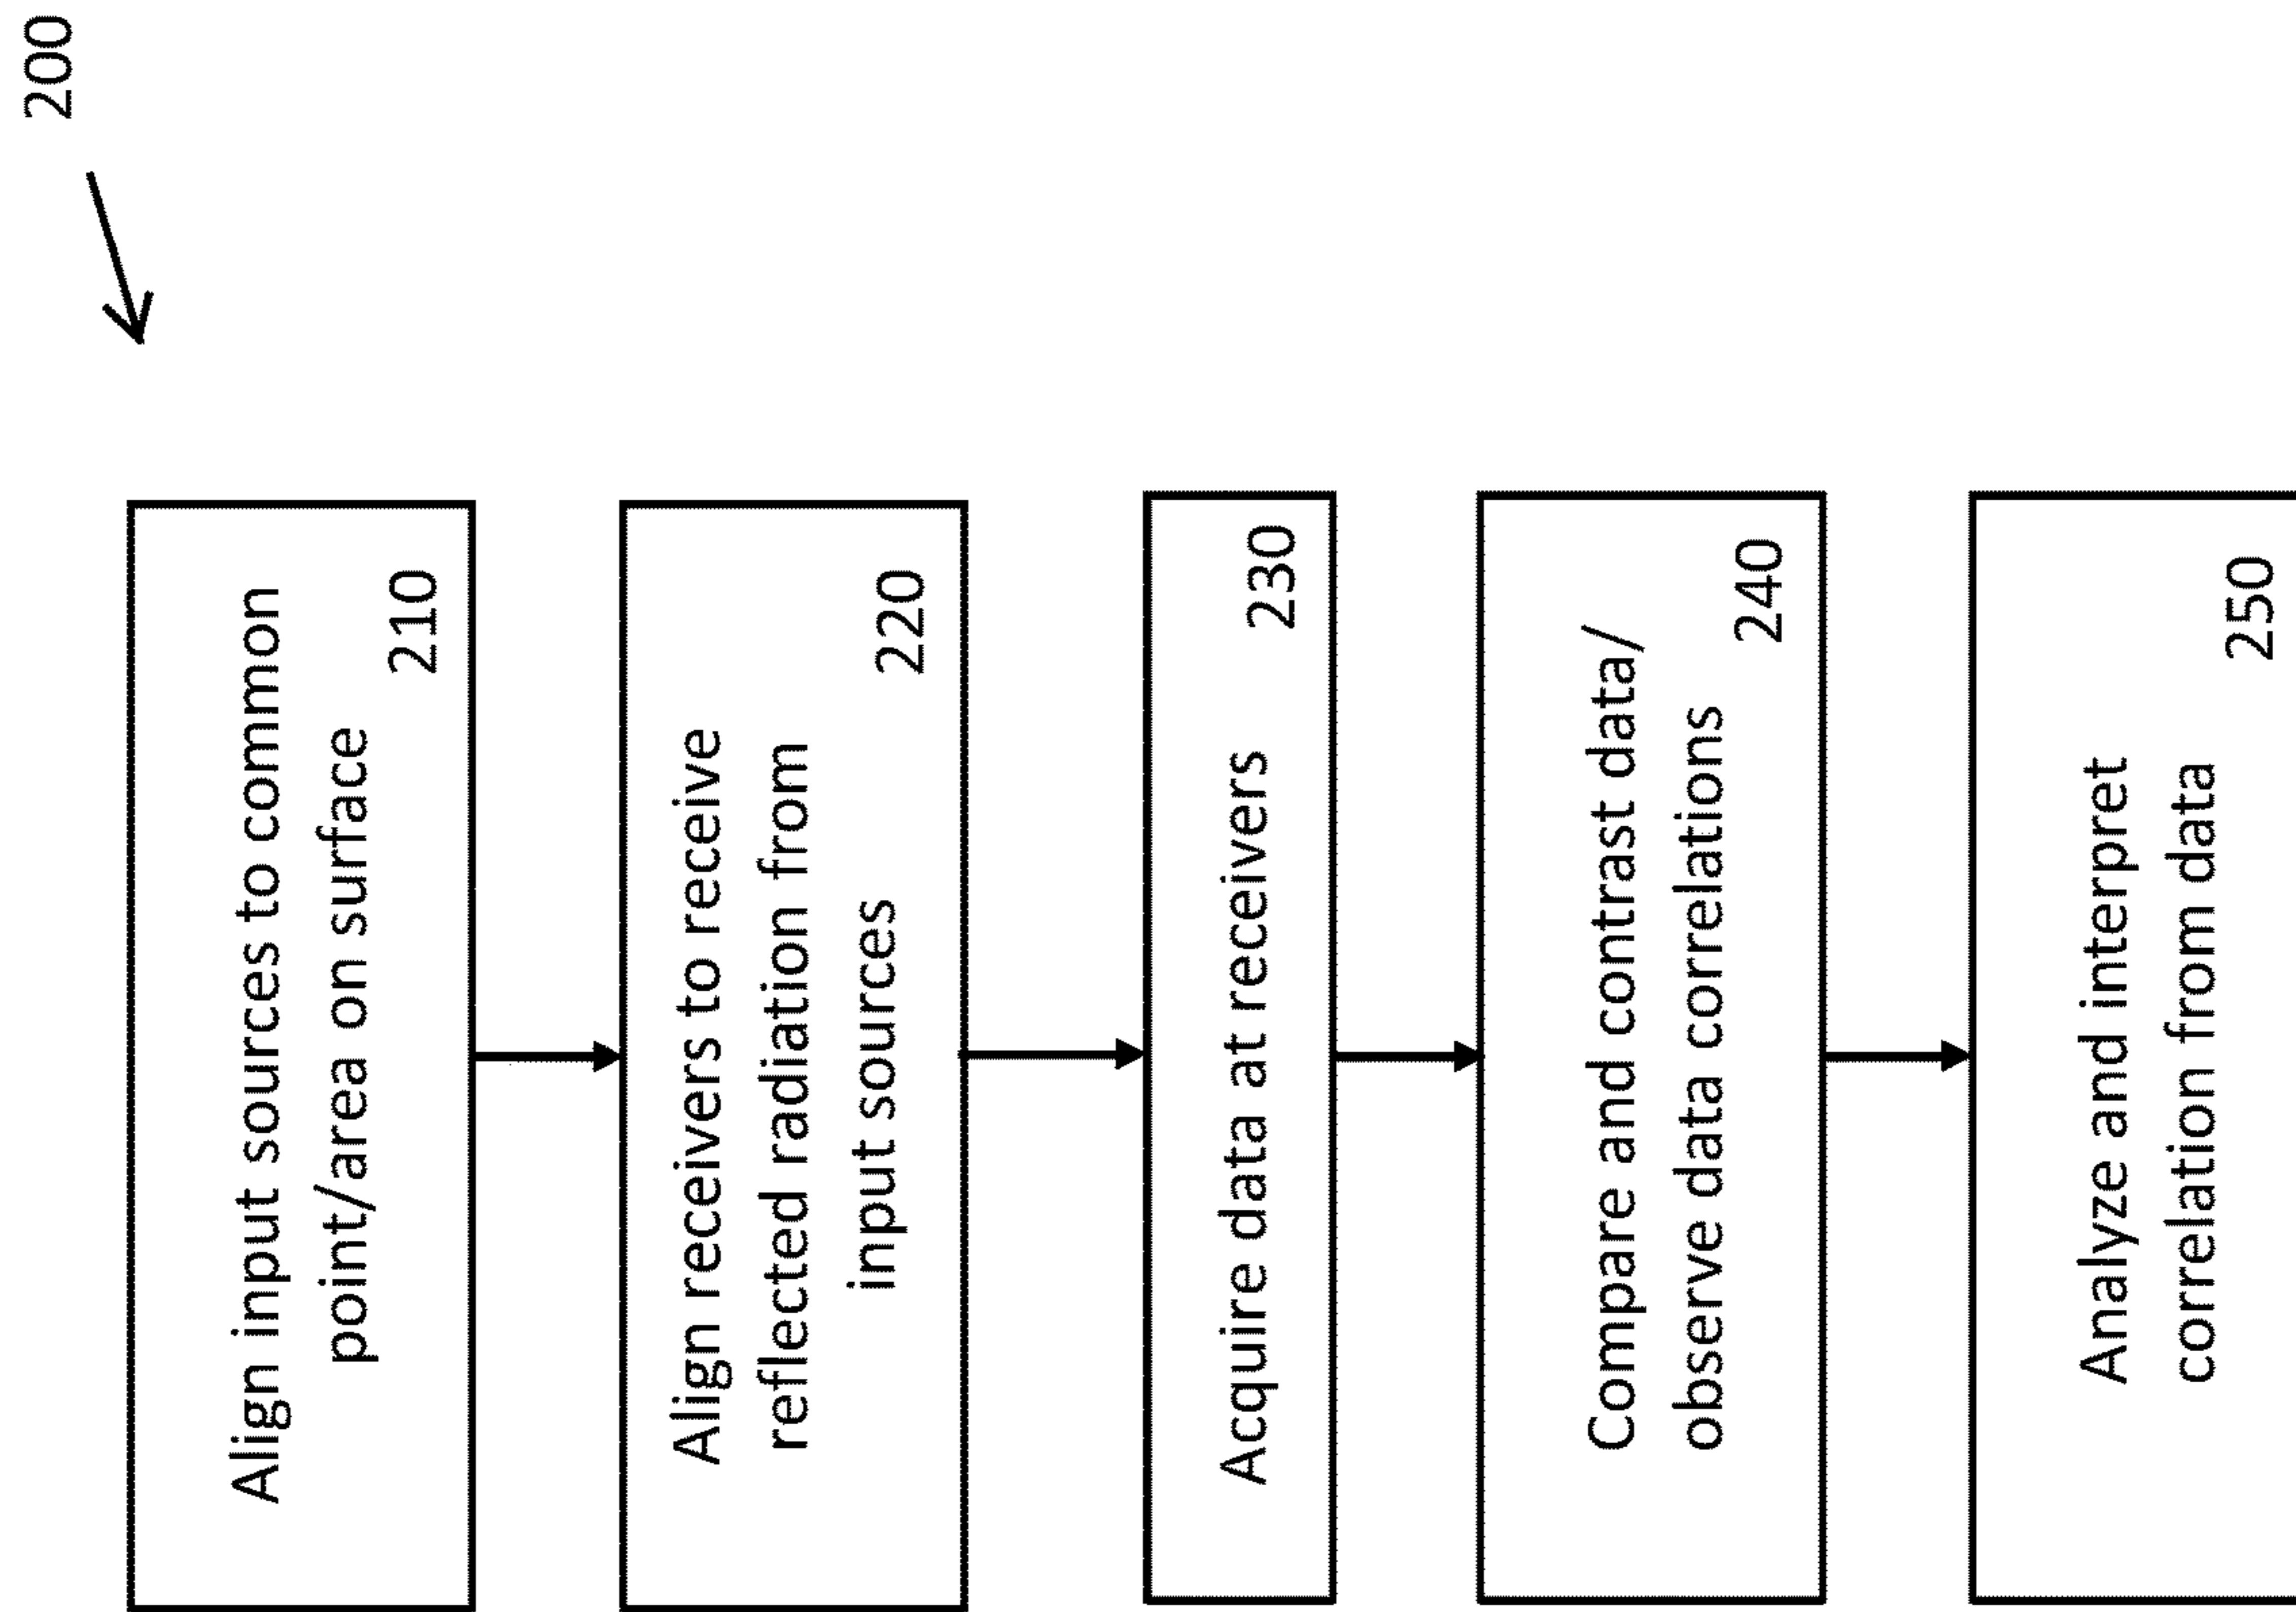 200
Align input sources to common
point/area on surface
210
Align receivers to receive
reflected radiation from
input sources
220
Acquire data at receivers
230
Compare and contrast data/
observe data correlations
240
Analyze and interpret
correlation from data
250